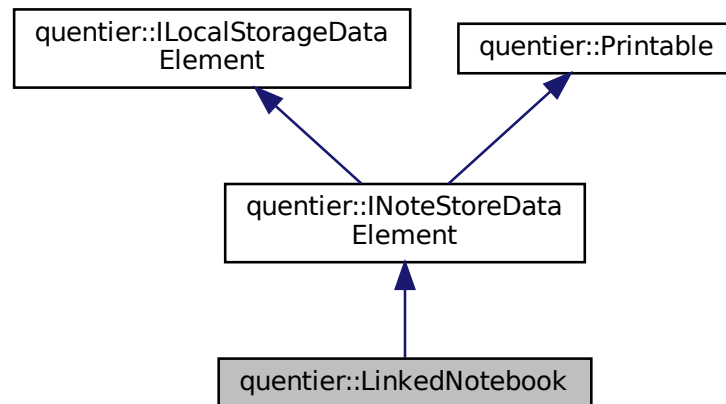 quentier::ILocalStorageData
Element
quentier::Printable
quentier::INoteStoreData
Element
quentier::LinkedNotebook